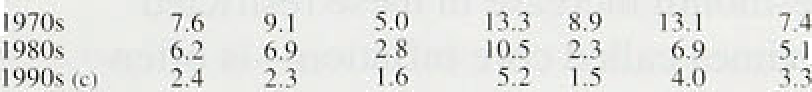 1970s 7.6 9.1 5.0 13.3 8.9 13.1 7.4
1980s 6.2 6.9 2.8 10.5 2.3 6.9 5.1
1990s (c) 2.4 2.3 1.6 5.2 1.5 4.0 3.3